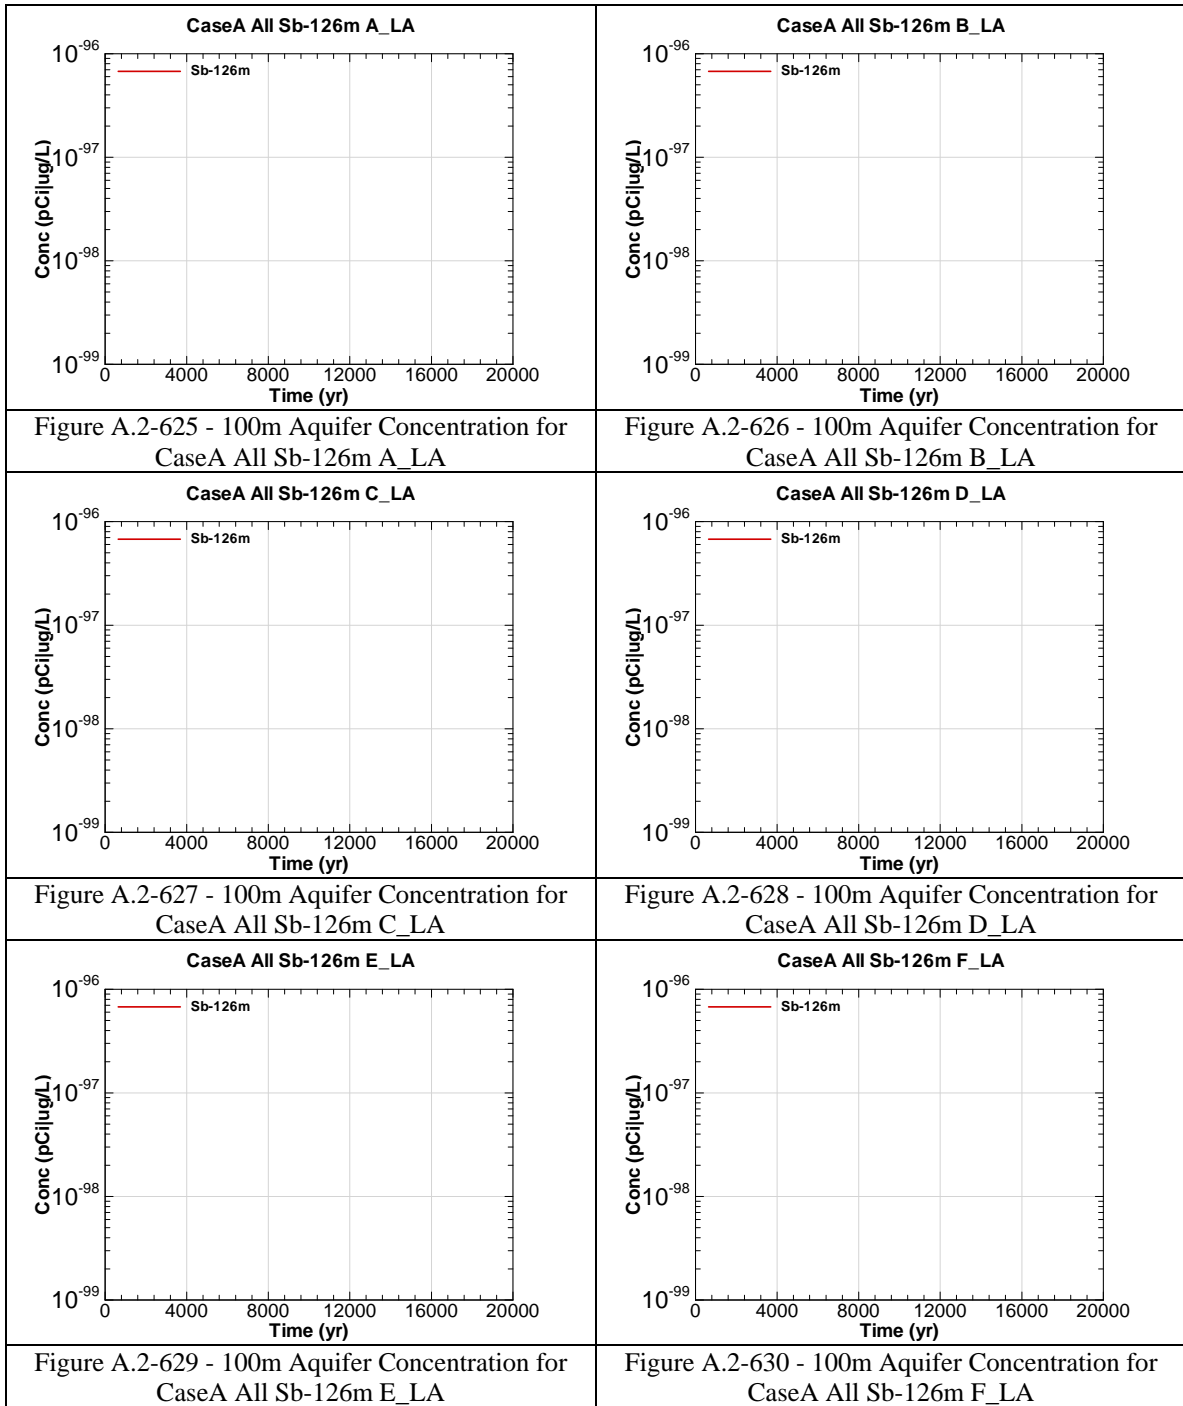 CaseA All Sb-126m A_LA
10-96
Sb-126m
10-97
Conc (pCi|ug/L)
10-98
10-99
0 4000 8000 12000 16000 20000
Time (yr)
Figure A.2-625 - 100m Aquifer Concentration for
CaseA All Sb-126m A_LA
CaseA All Sb-126m B_LA
10-96
Sb-126m
10-97
Conc (pCi|ug/L)
10-98
10-99
0 4000 8000 12000 16000 20000
Time (yr)
Figure A.2-626 - 100m Aquifer Concentration for
CaseA All Sb-126m B_LA
CaseA All Sb-126m C_LA
10-96
Sb-126m
10-97
Conc (pCi|ug/L)
10-98
10-99
0 4000 8000 12000 16000 20000
Time (yr)
Figure A.2-627 - 100m Aquifer Concentration for
CaseA All Sb-126m C_LA
CaseA All Sb-126m D_LA
10-96
Sb-126m
10-97
Conc (pCi|ug/L)
10-98
10-99
0 4000 8000 12000 16000 20000
Time (yr)
Figure A.2-628 - 100m Aquifer Concentration for
CaseA All Sb-126m D_LA
CaseA All Sb-126m E_LA
10-96
Sb-126m
10-97
Conc (pCi|ug/L)
10-98
10-99
0 4000 8000 12000 16000 20000
Time (yr)
Figure A.2-629 - 100m Aquifer Concentration for
CaseA All Sb-126m E_LA
CaseA All Sb-126m F_LA
10-96
Sb-126m
10-97
Conc (pCi|ug/L)
10-98
10-99
0 4000 8000 12000 16000 20000
Time (yr)
Figure A.2-630 - 100m Aquifer Concentration for
CaseA All Sb-126m F_LA